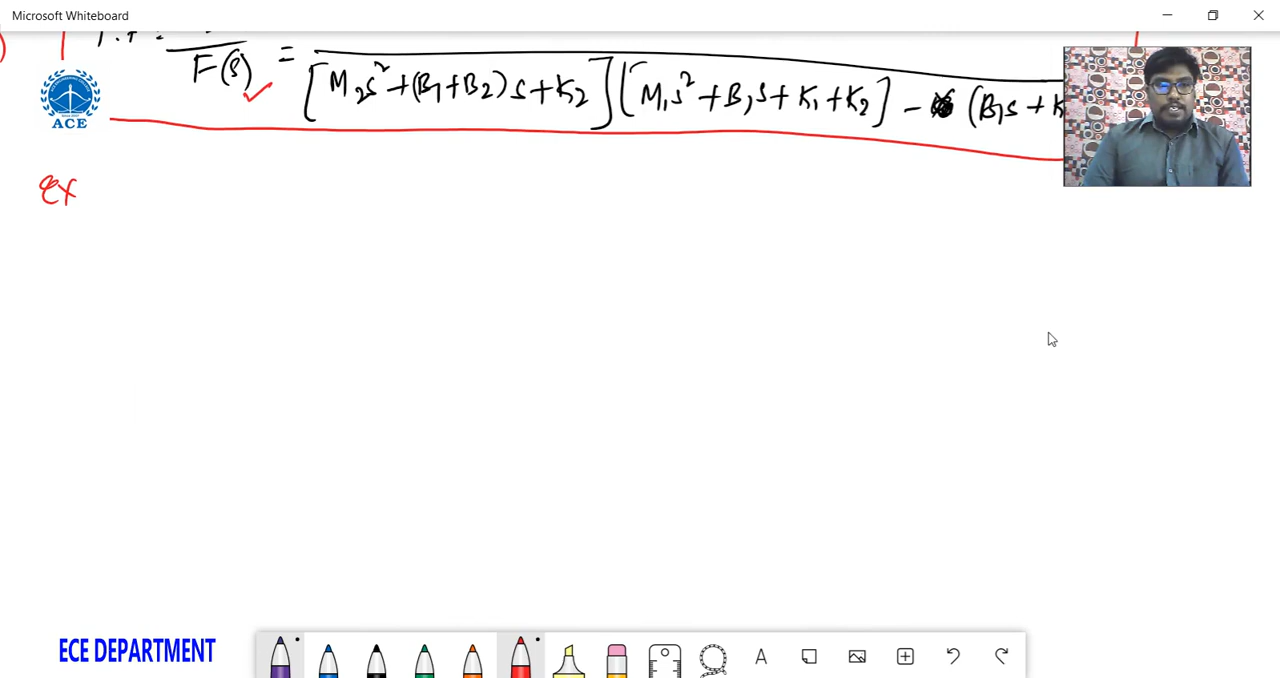 Microsoft Whiteboard
F(s) =
[M₂s²+(B₁+B₂)s+K₂][M₁s²+B₁s+K₁+K₂] - (B₁s+K
ACE
ex
ECE DEPARTMENT
A